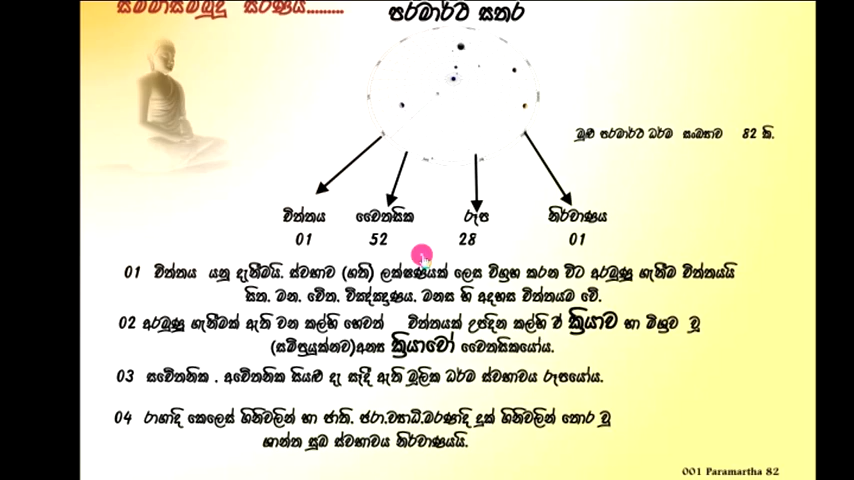 සම්මාසම්බුදු සරණයි.........
පරමාර්ථ සතර
මුළු පරමාර්ථ ධර්ම සංඛ්‍යාව 82 කි.
චිත්තය චෛතසික රූප නිර්වාණය
01 52 28 01
01 චිත්තය යනු දැනීමයි. ස්වභාව (ගති) ලක්ෂණයක් ලෙස විග්‍රහ කරන විට අරමුණු ගැනීම චිත්තයයි
සිත, මන, චේත, විඤ්ඤාණය, මනස හි අදහස චිත්තයම වේ.
02 අරමුණු ගැනීමක් ඇති වන කල්හි හෙවත් චිත්තයක් උපදින කල්හි ඒ ක්‍රියාව හා මිශ්‍රව වූ
(සම්ප්‍රයුක්තව)අන්‍ය ක්‍රියාවෝ චෛතසිකයෝය.
03 සචේතනික , අචේතනික සියළු දෑ සෑදී ඇති මූලික ධර්ම ස්වභාවය රූපයෝය.
04 රාගාදි කෙලෙස් ගිනිවලින් හා ජාති, ජරා,ව්‍යාධි,මරණාදි දුක් ගිනිවලින් තොර වූ
ශාන්ත සුඛ ස්වභාවය නිර්වාණයයි.
001 Paramartha 82